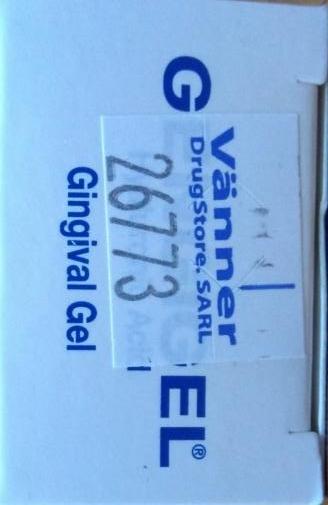 Vänner
DrugStore, SARL
26773
G EL®
Gingival Gel